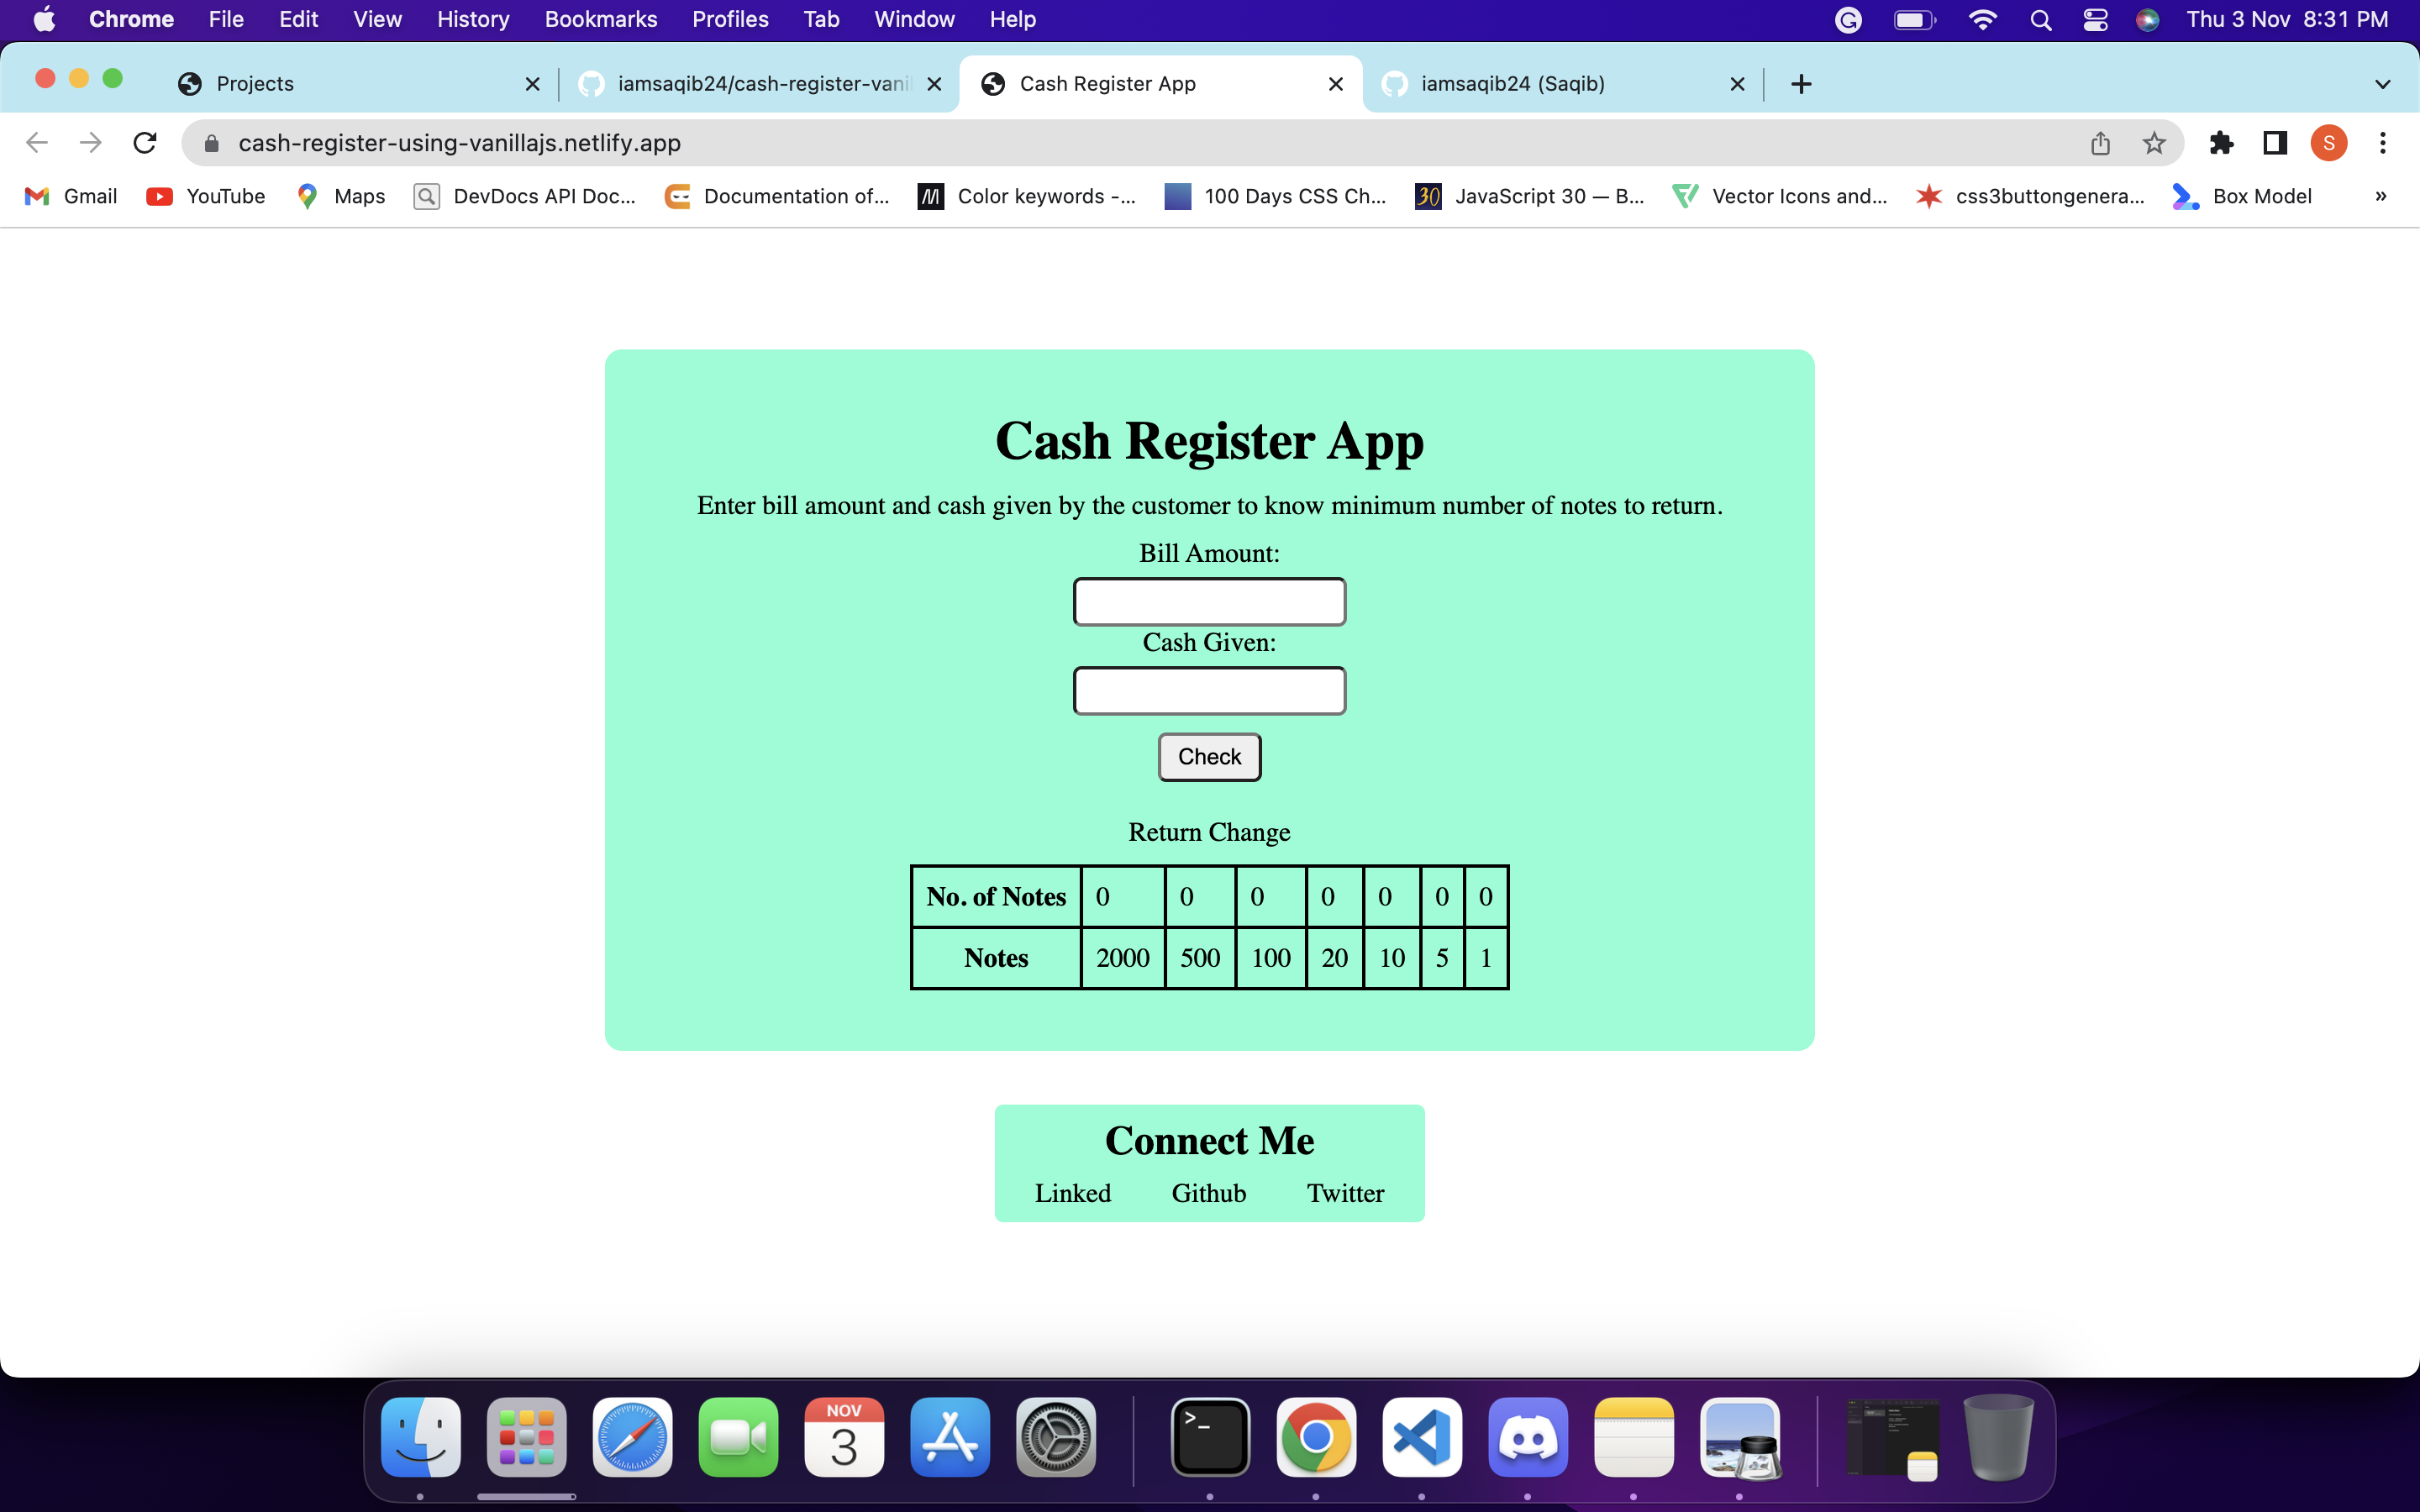 Chrome File Edit View History Bookmarks Profiles Tab Window Help Thu 3 Nov 8:31 PM
Projects iamsaqib24/cash-register-vani Cash Register App iamsaqib24 (Saqib)
cash-register-using-vanillajs.netlify.app S
Gmail YouTube Maps DevDocs API Doc... Documentation of... Color keywords -... 30 100 Days CSS Ch... JavaScript 30 — B... Vector Icons and... css3buttongenera... Box Model »
Cash Register App
Enter bill amount and cash given by the customer to know minimum number of notes to return.
Bill Amount:
Cash Given:
Check
Return Change
No. of Notes 0 0 0 0 0 0 0
Notes 2000 500 100 20 10 5 1
Connect Me
Linked Github Twitter
NOV
3